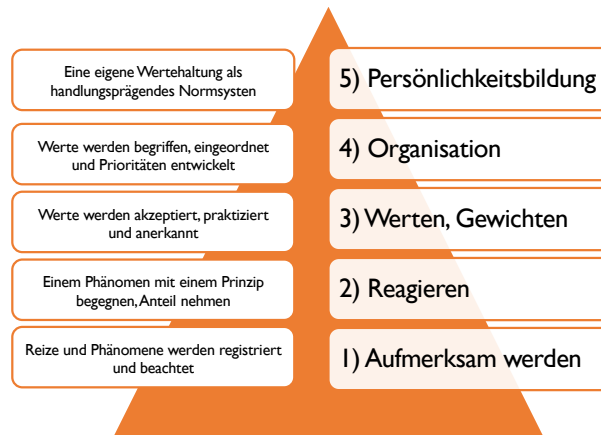 Eine eigene Wertehaltung als
handlungsprägendes Normsysten
5) Persönlichkeitsbildung
Werte werden begriffen, eingeordnet
und Prioritäten entwickelt
4) Organisation
Werte werden akzeptiert, praktiziert
und anerkannt
3) Werten, Gewichten
Einem Phänomen mit einem Prinzip
begegnen, Anteil nehmen
2) Reagieren
Reize und Phänomene werden registriert
und beachtet
1) Aufmerksam werden